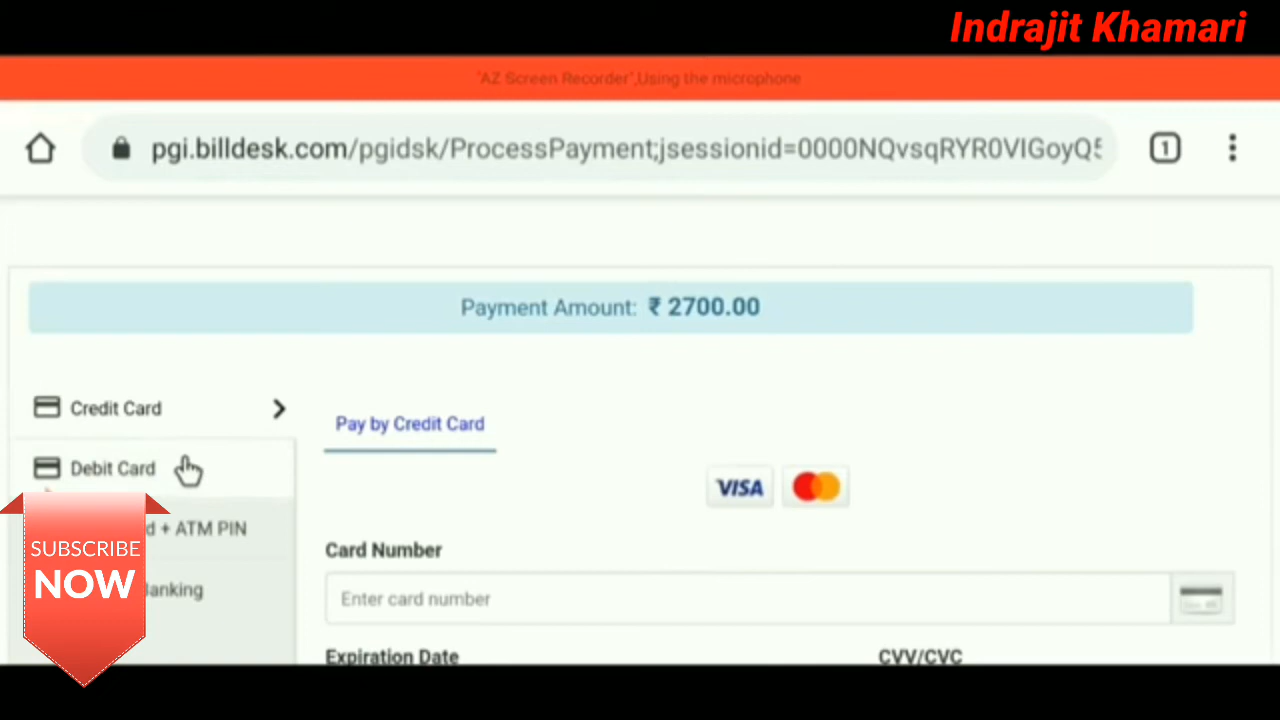 Indrajit Khamari
'AZ Screen Recorder',Using the microphone
pgi.billdesk.com/pgidsk/ProcessPayment;jsessionid=0000NQvsqRYR0VIGoyQ5
1
Payment Amount: ₹ 2700.00
Credit Card
Pay by Credit Card
Debit Card
VISA
d + ATM PIN
SUBSCRIBE
NOW
Banking
Card Number
Enter card number
Expiration Date
CVV/CVC